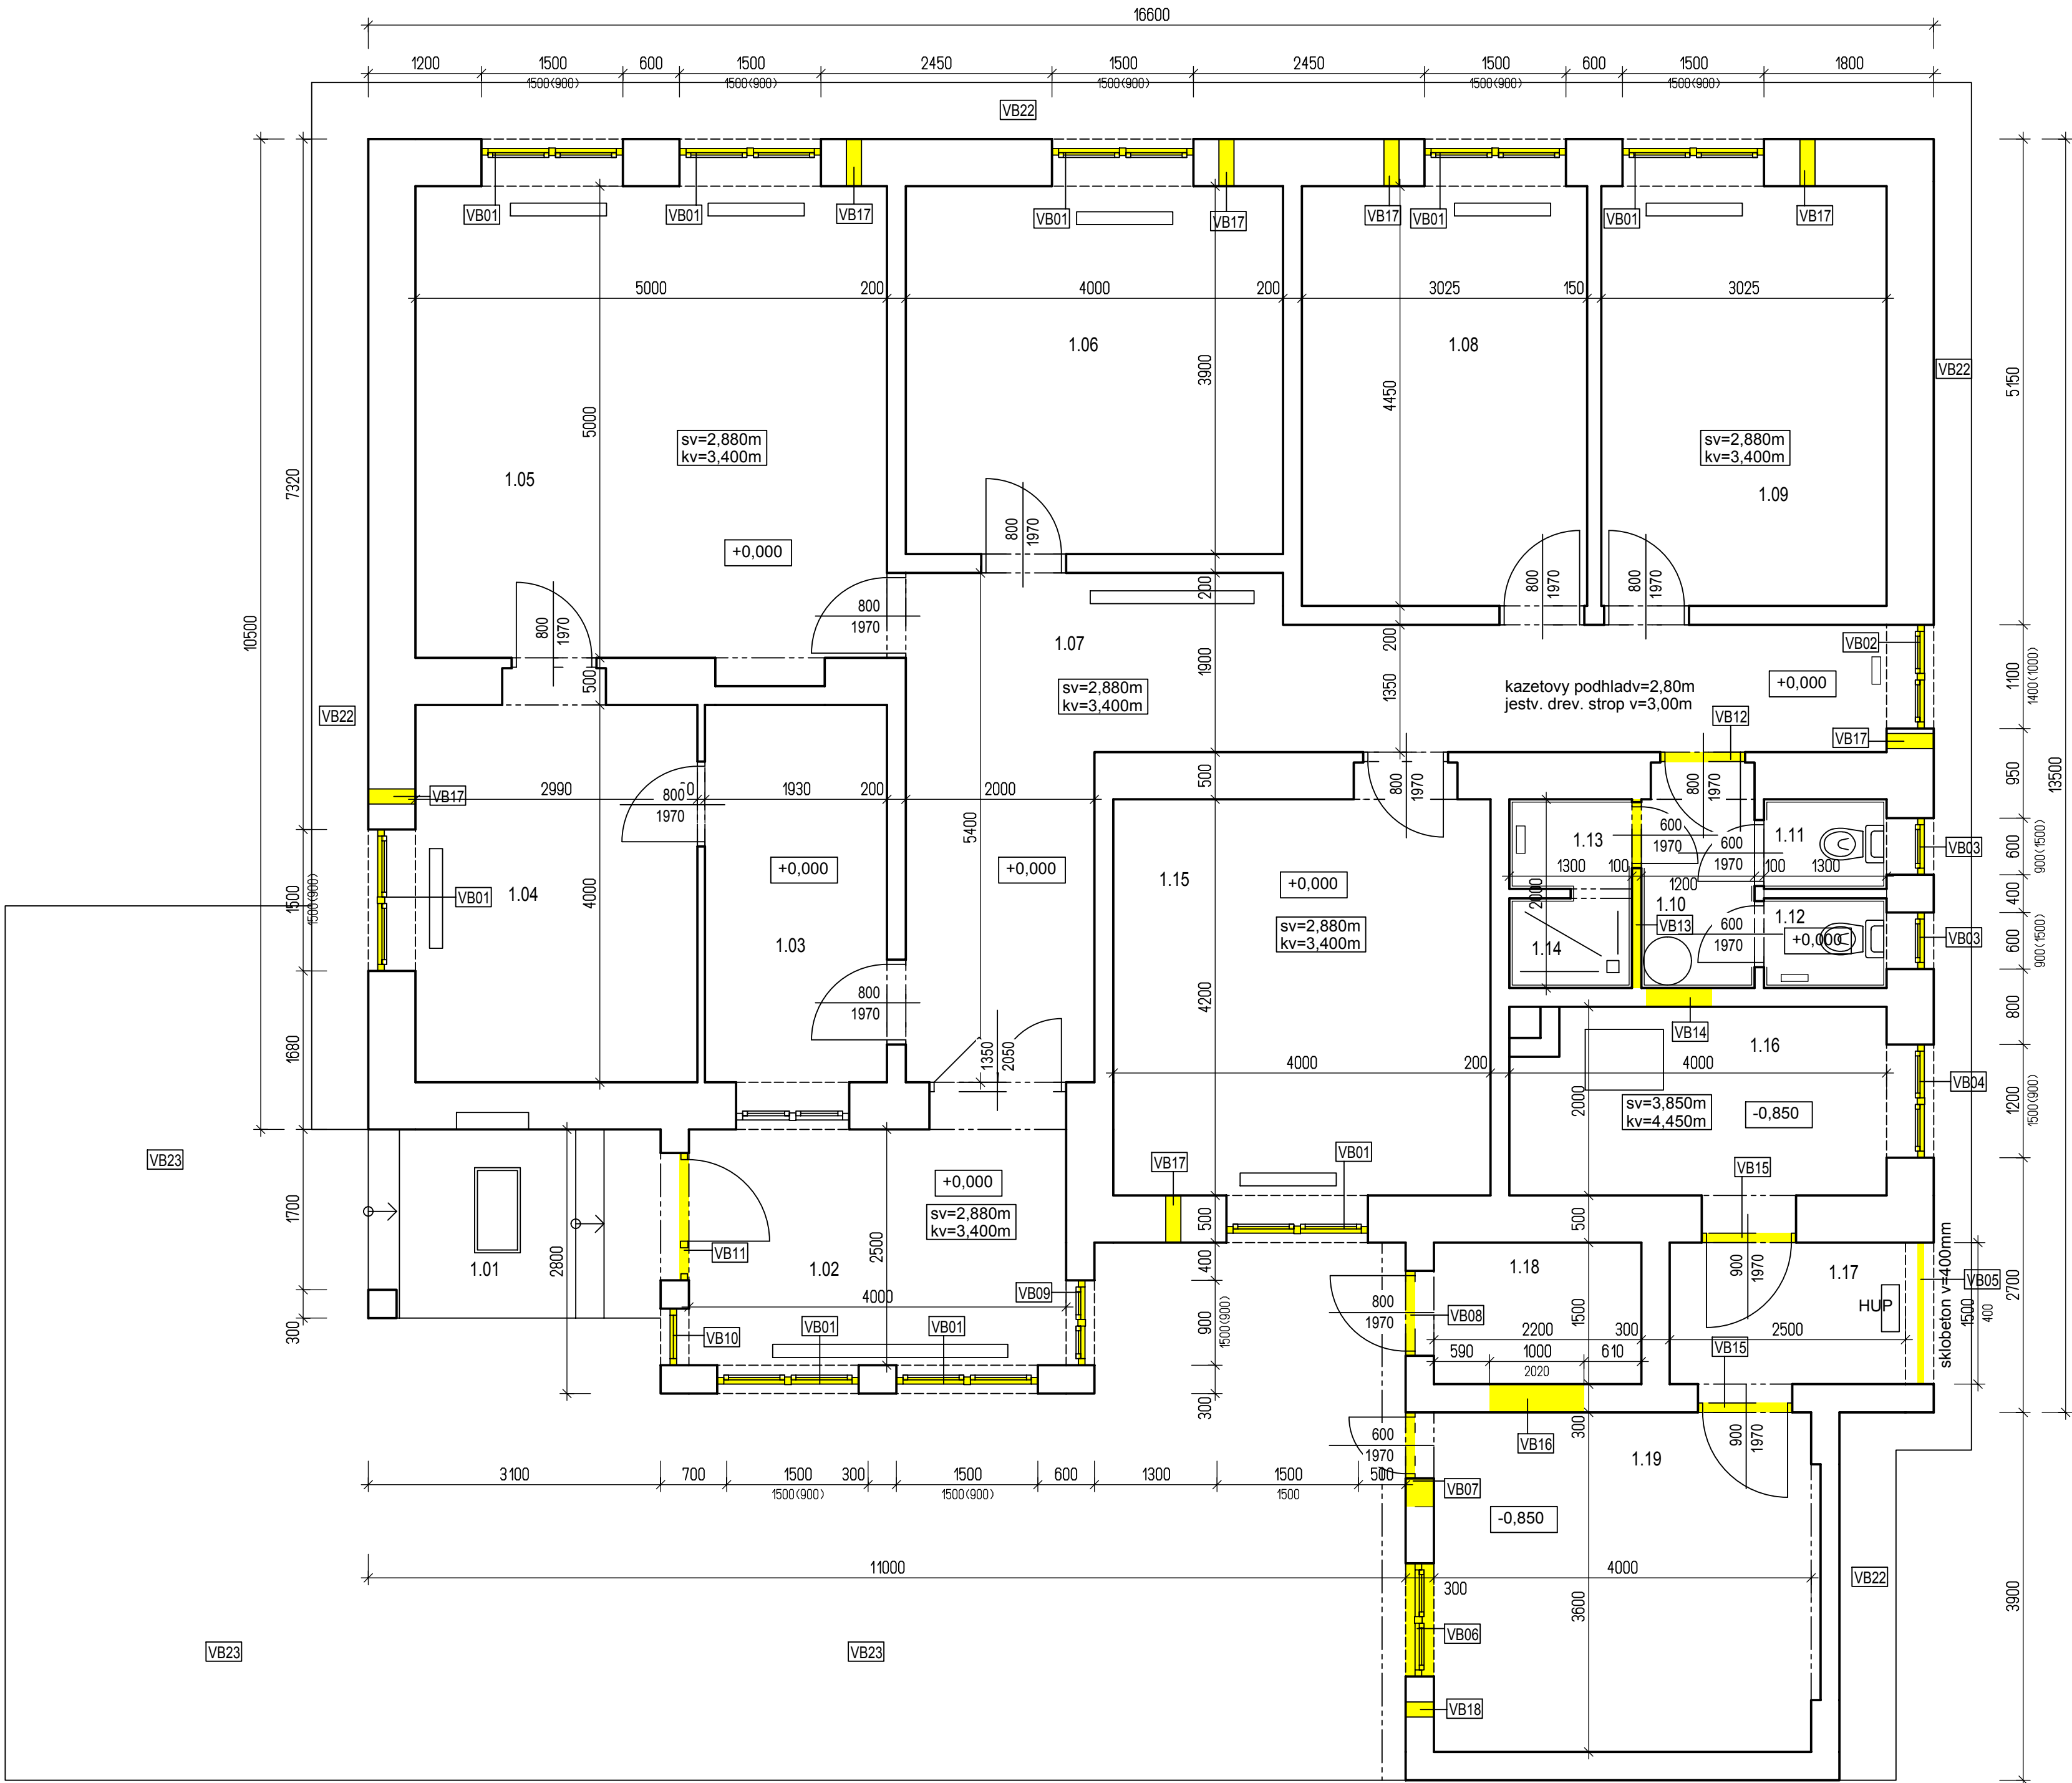 16600
1200 1500 600 1500 2450 1500 2450 1500 600 1500 1800
1500(900) 1500(900) 1500(900) 1500(900) 1500(900)
VB22
VB01 VB01 VB17 VB01 VB17 VB17 VB01 VB01 VB17
5000 200 4000 200 3025 150 3025
1.06 1.08
VB22
3900
4450
5150
5000
sv=2,880m
kv=3,400m
sv=2,880m
kv=3,400m
1.05
1.09
7320
10500
13500
+0,000
800
1970
800
1970
800
1970
800
1970
800
1970
200
200
1.07
VB02
1100
1400(1000)
500
1900
1350
sv=2,880m
kv=3,400m
kazetovy podhladv=2,80m
jestv. drev. strop v=3,00m
+0,000
VB22
VB12
VB17
500
950
800
1970
800
1970
VB17
2990 0 1930 200 2000
800
1970
5400
600
1970
600
1970
1.13
1.11
VB03
600
900(1500)
1300 100 1200 100 1300
+0,000
+0,000
1.15
+0,000
1.04
VB01
4000
2000
400
1.10
1.12
VB13
1500
1500(900)
sv=2,880m
kv=3,400m
600
1970
+0,000
VB03
600
900(1500)
1.03
1.14
800
1970
4200
VB14
800
1680
1350
2050
1.16
4000 200 4000
VB04
1200
1500(900)
2000
sv=3,850m
kv=4,450m
-0,850
VB23
VB17
VB01
VB15
+0,000
sv=2,880m
kv=3,400m
1700
2800
2500
500
500
VB11
1.01
1.02
400
1.18
900
1970
1.17
VB05
2700
sklobeton v=400mm
1500
400
HUP
VB09
4000
800
1970
VB08
1500
900
1500(900)
300
VB10
VB01
VB01
2200 300 2500
VB15
590 1000 610
2020
300
600
1970
VB16
300
900
1970
1.19
3100 700 1500 300 1500 600 1300 1500 500
1500(900) 1500(900) 1500
VB07
-0,850
11000
300
4000
VB22
3900
3600
VB06
VB23
VB23
VB18